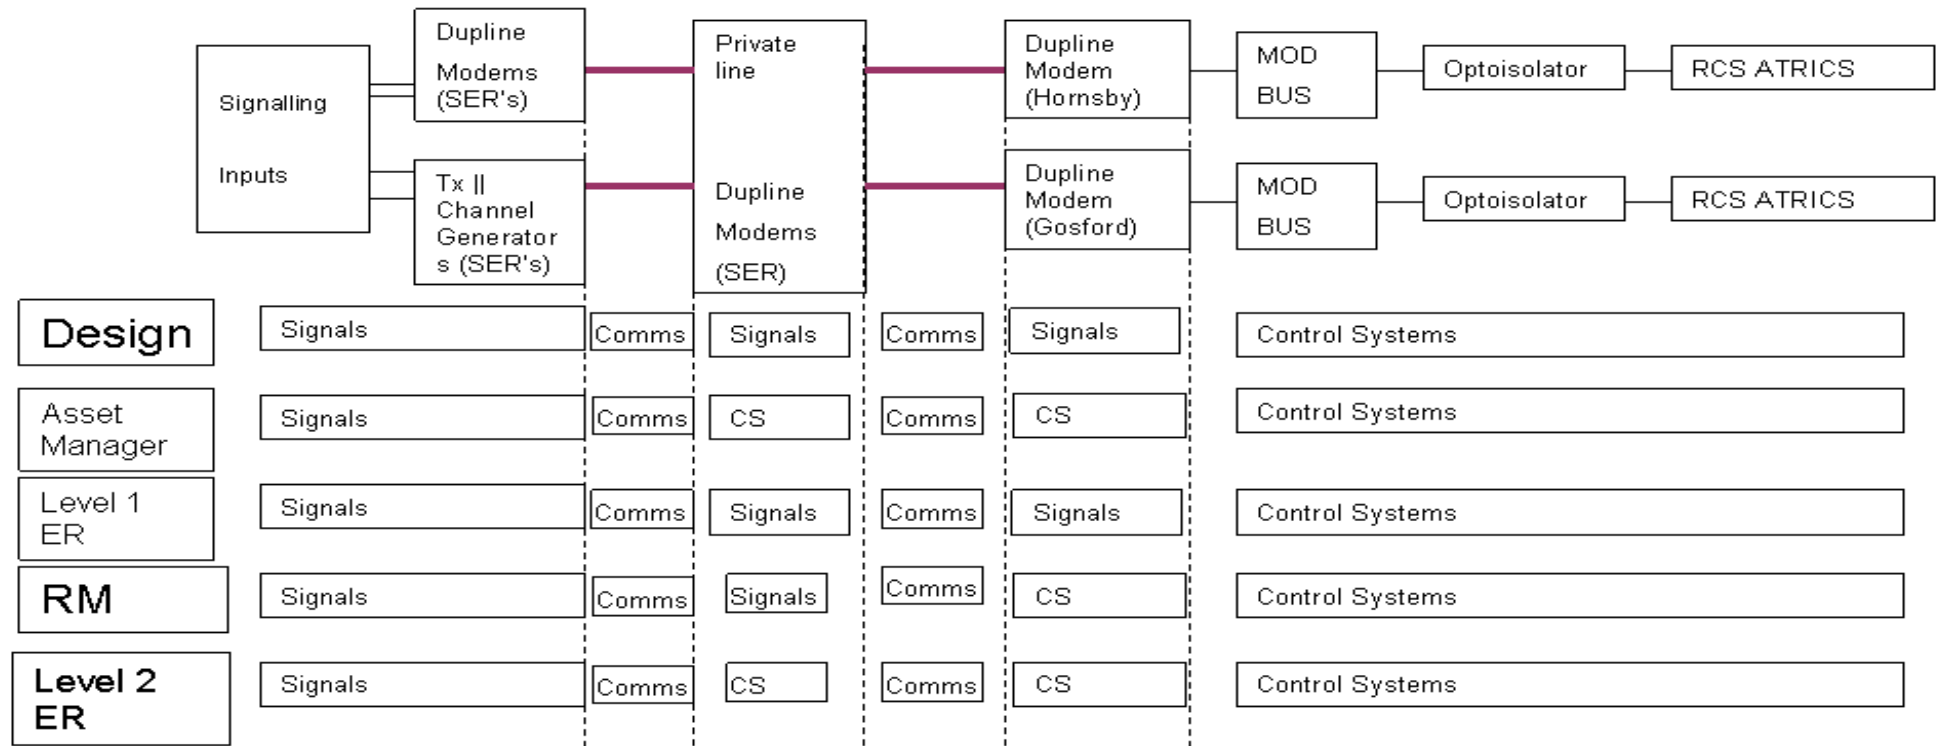 Signalling
Inputs
Dupline
Modems
(SER's)
Tx ||
Channel
Generator
s (SER's)
Private
line
Dupline
Modems
(SER)
Dupline
Modem
(Hornsby)
Dupline
Modem
(Gosford)
MOD
BUS
Optoisolator
RCS ATRICS
MOD
BUS
Optoisolator
RCS ATRICS
Design
Signals
Comms
Signals
Comms
Signals
Control Systems
Asset
Manager
Signals
Comms
CS
Comms
CS
Control Systems
Level 1
ER
Signals
Comms
Signals
Comms
Signals
Control Systems
RM
Signals
Comms
Signals
Comms
CS
Control Systems
Level 2
ER
Signals
Comms
CS
Comms
CS
Control Systems